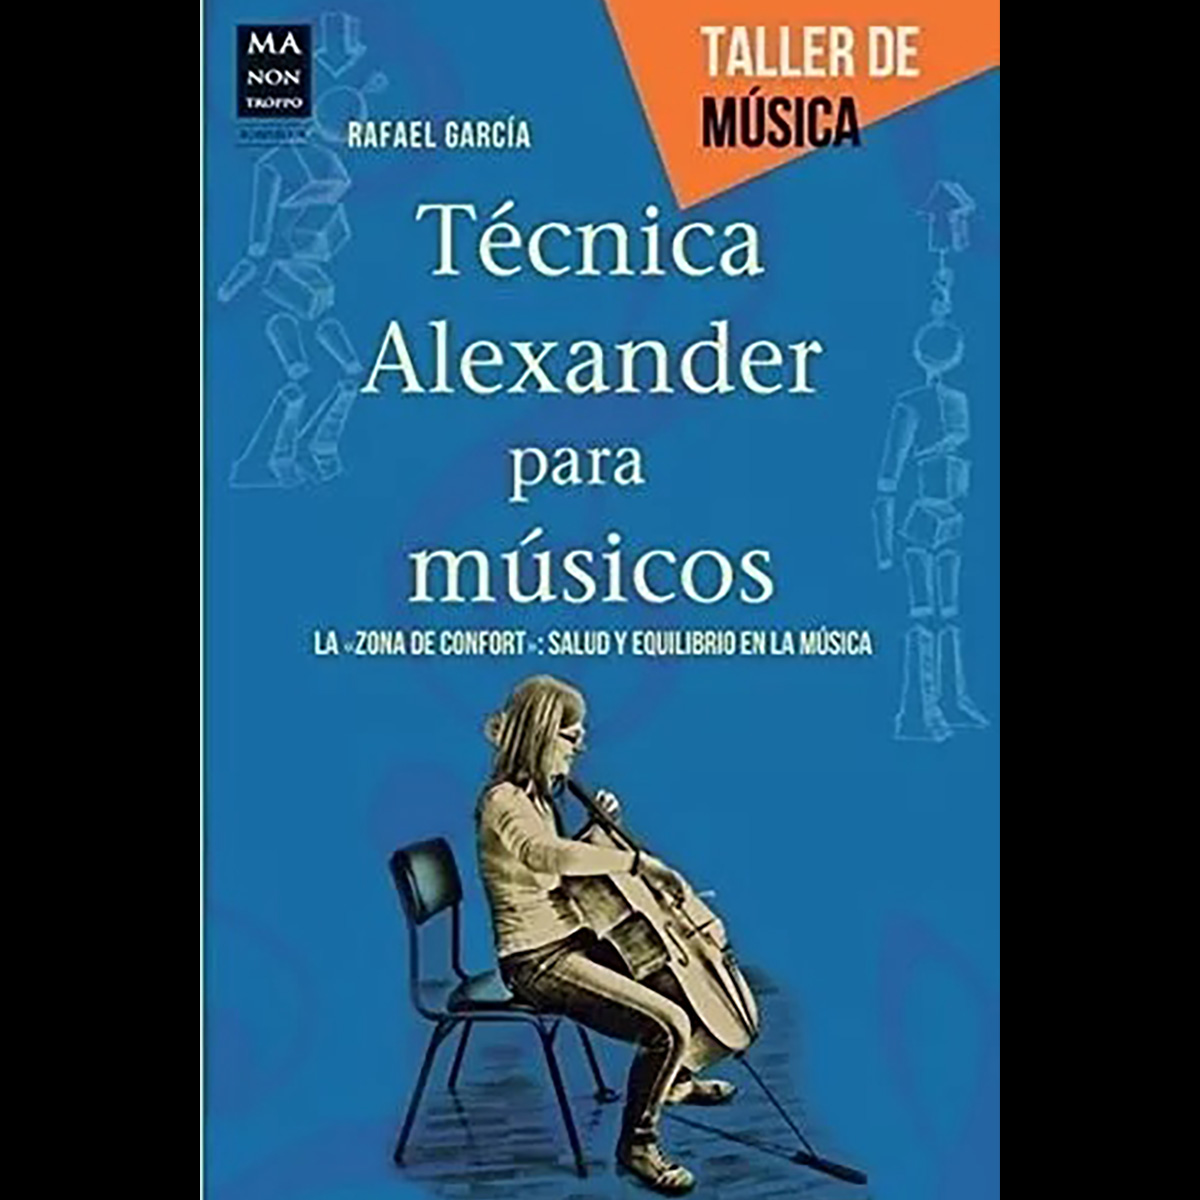 MA
NON
TROPPO
RAFAEL GARCÍA
TALLER DE
MÚSICA
Técnica
Alexander
para
músicos
LA «ZONA DE CONFORT»: SALUD Y EQUILIBRIO EN LA MÚSICA